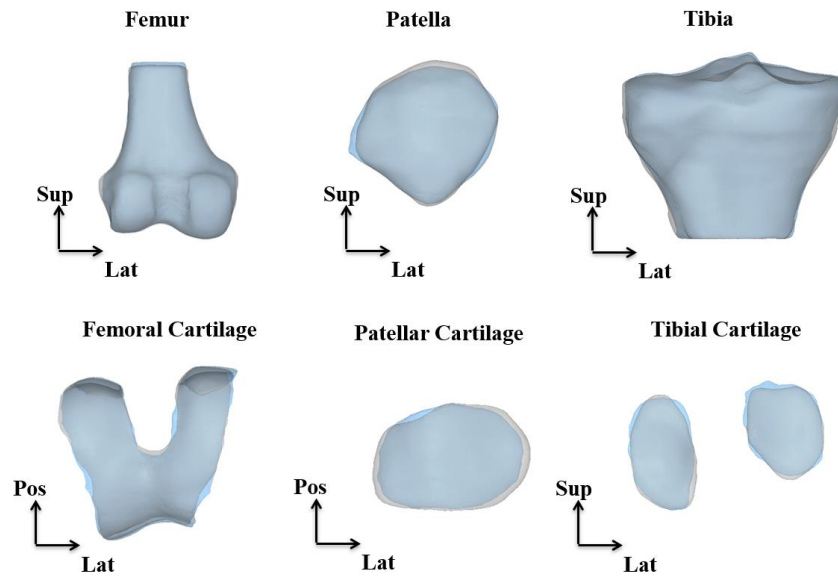 Femur
Patella
Tibia
Sup
Lat
Sup
Lat
Sup
Lat
Femoral Cartilage
Patellar Cartilage
Tibial Cartilage
Pos
Lat
Pos
Lat
Sup
Lat